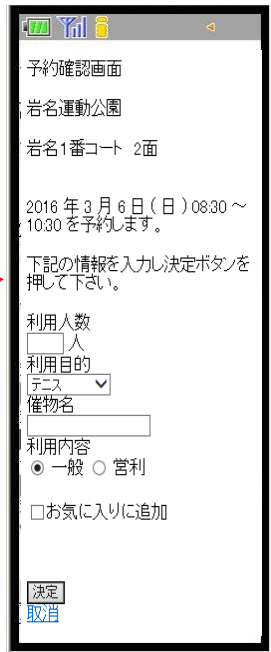 予約確認画面
岩名運動公園
岩名1番コート 2面
2016 年 3 月 6 日 ( 日 ) 08:30 ～
10:30 を予約します。
下記の情報を入力し決定ボタンを
押して下さい。
利用人数
人
利用目的
テニス
催物名
利用内容
一般 営利
お気に入りに追加
決定
取消